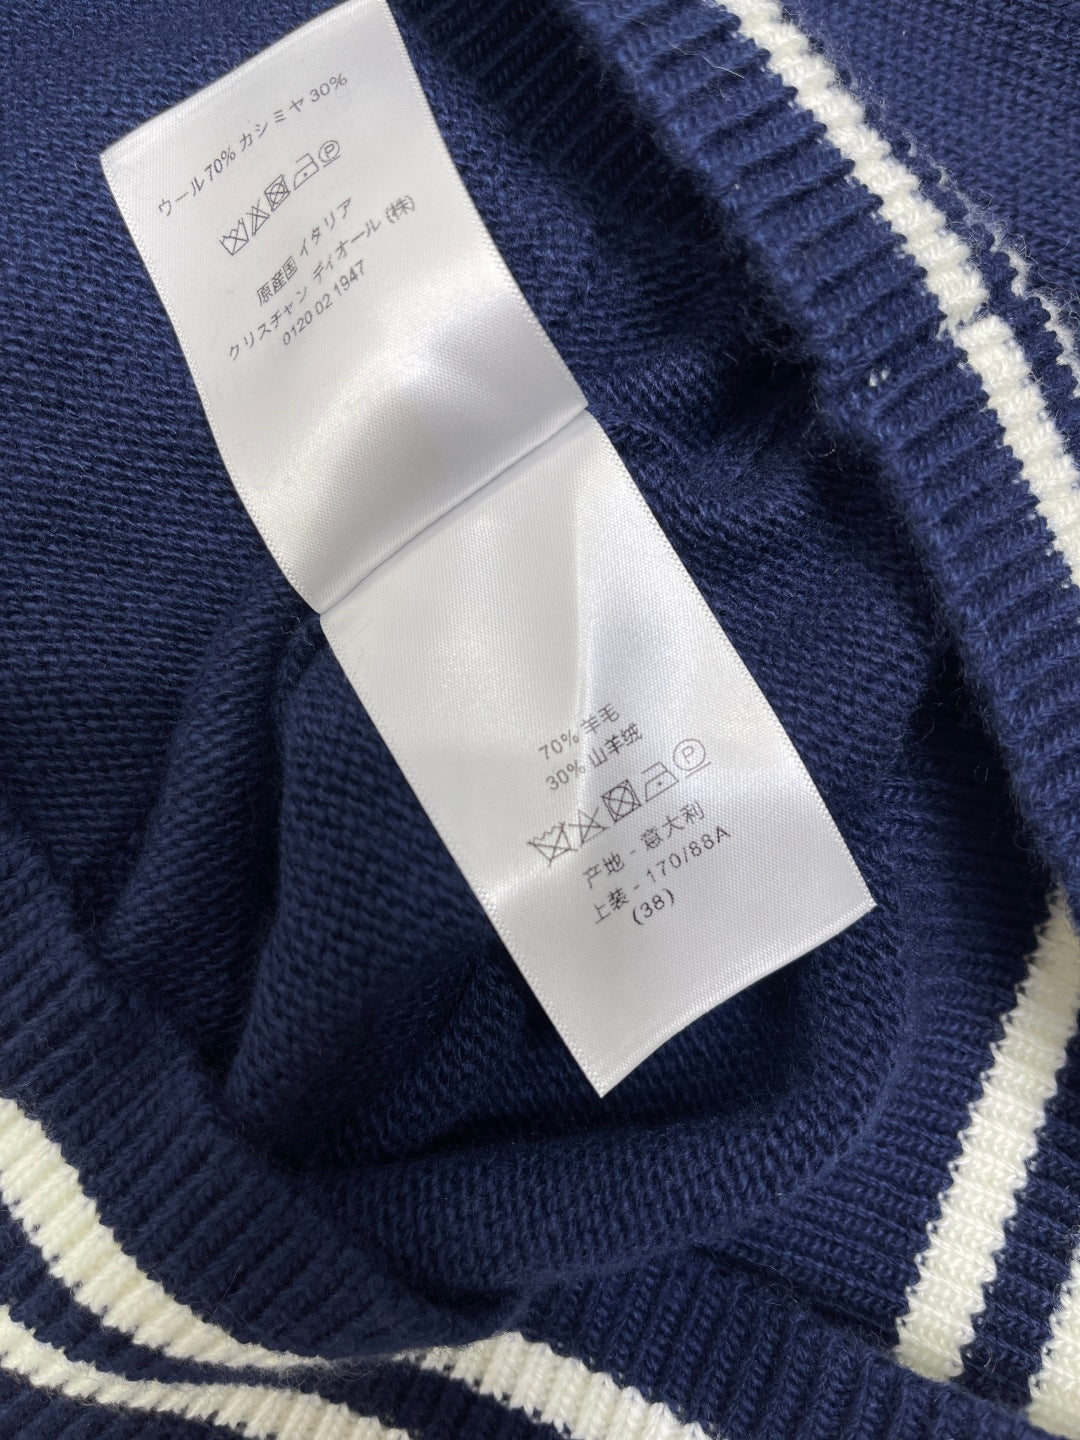 ウール70% カシミヤ 30%
P
原産国 イタリア
クリスチャン ディオール (株)
0120 02 1947
70% 羊毛
30% 山羊绒
P
产地 - 意大利
上装 - 170/88A
(38)